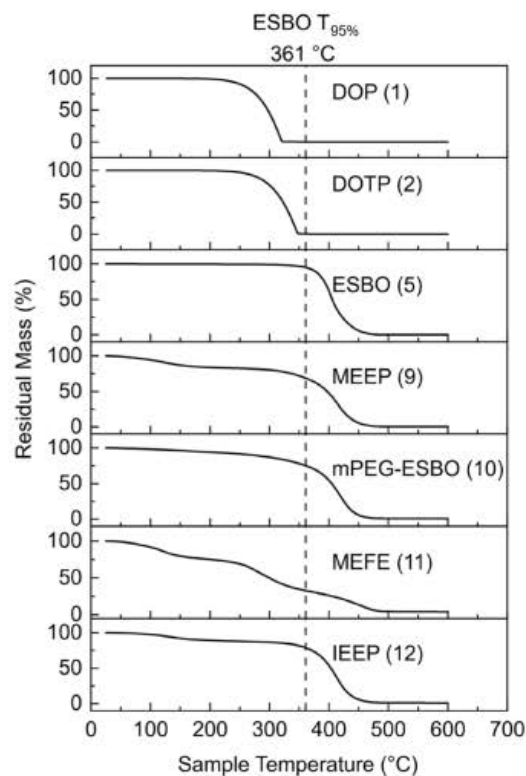 ESBO T95%
361 °C
DOP (1)
100
50
0
DOTP (2)
100
50
0
ESBO (5)
100
50
0
MEEP (9)
100
50
0
mPEG-ESBO (10)
100
50
0
MEFE (11)
100
50
0
IEEP (12)
100
50
0
Residual Mass (%)
0 100 200 300 400 500 600 700
Sample Temperature (°C)